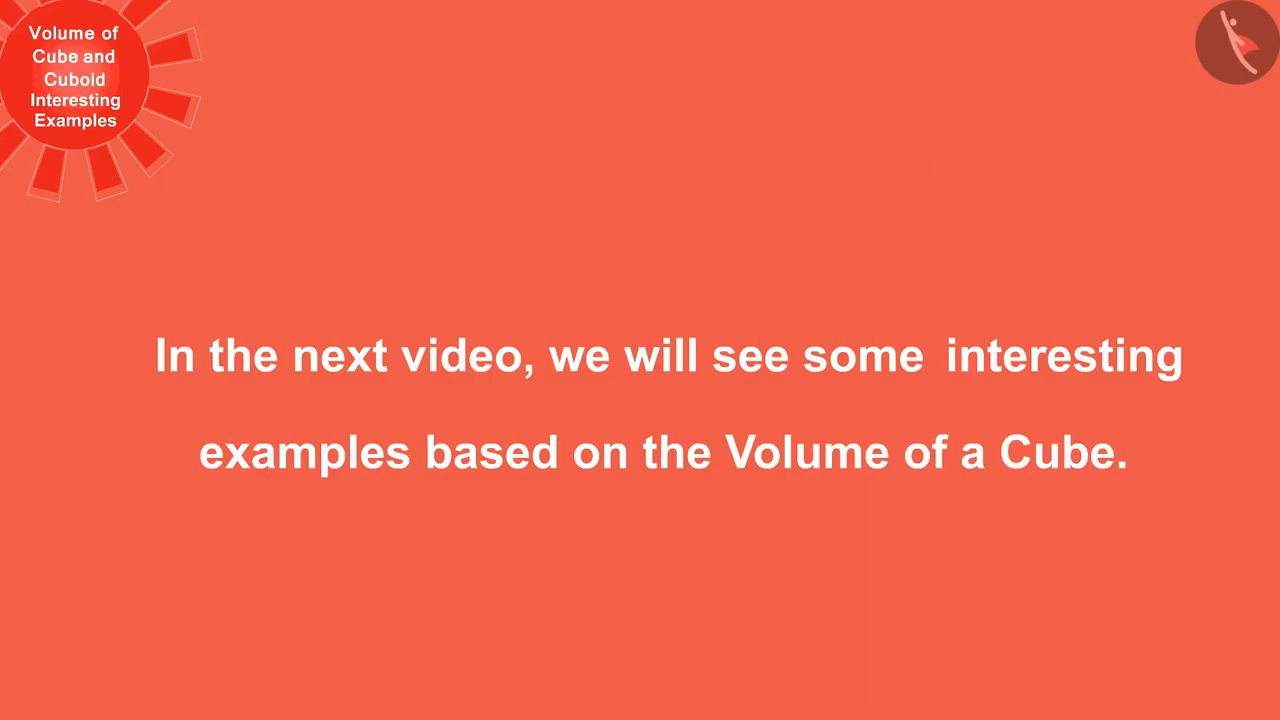 Volume of
Cube and
Cuboid
Interesting
Examples
In the next video, we will see some interesting
examples based on the Volume of a Cube.